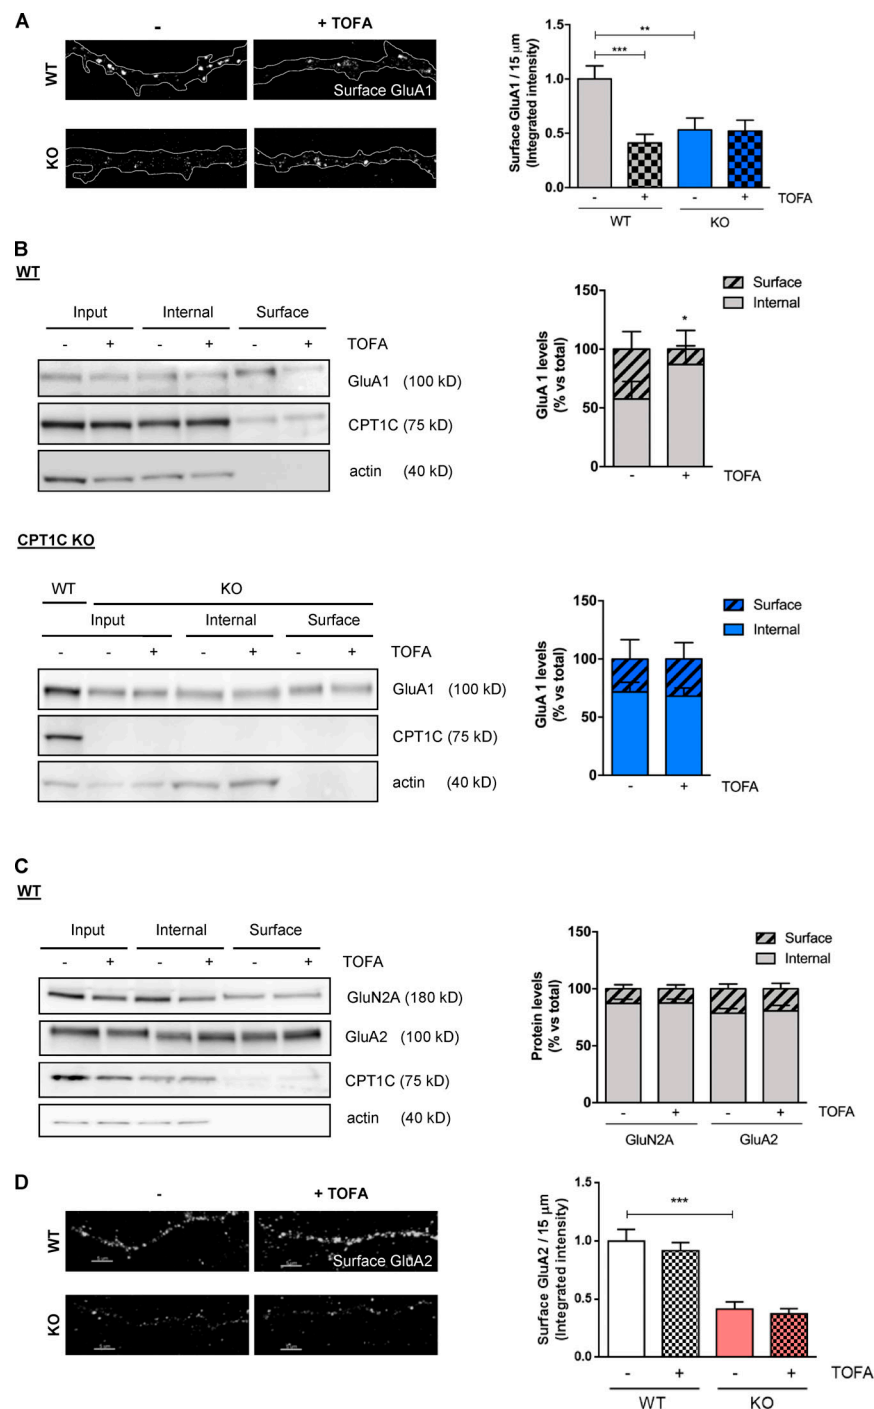 A
-
+ TOFA
WT
Surface GluA1
KO
Surface GluA1 / 15 µm
(Integrated intensity)
1.5
1.0
0.5
0.0
**
***
- + - + TOFA
WT KO
B
WT
Input Internal Surface
- + - + - + TOFA
GluA1 (100 kD)
CPT1C (75 kD)
actin (40 kD)
Surface
Internal
GluA 1 levels
(% vs total)
150
100
50
0
*
- + TOFA
CPT1C KO
WT KO
Input Internal Surface
- - + - + - + TOFA
GluA1 (100 kD)
CPT1C (75 kD)
actin (40 kD)
Surface
Internal
GluA 1 levels
(% vs total)
150
100
50
0
- + TOFA
C
WT
Input Internal Surface
- + - + - + TOFA
GluN2A (180 kD)
GluA2 (100 kD)
CPT1C (75 kD)
actin (40 kD)
Surface
Internal
Protein levels
(% vs total)
150
100
50
0
- + - + TOFA
GluN2A GluA2
D
-
+ TOFA
WT
Surface GluA2
KO
Surface GluA2 / 15 µm
(Integrated intensity)
1.5
1.0
0.5
0.0
***
- + - + TOFA
WT KO